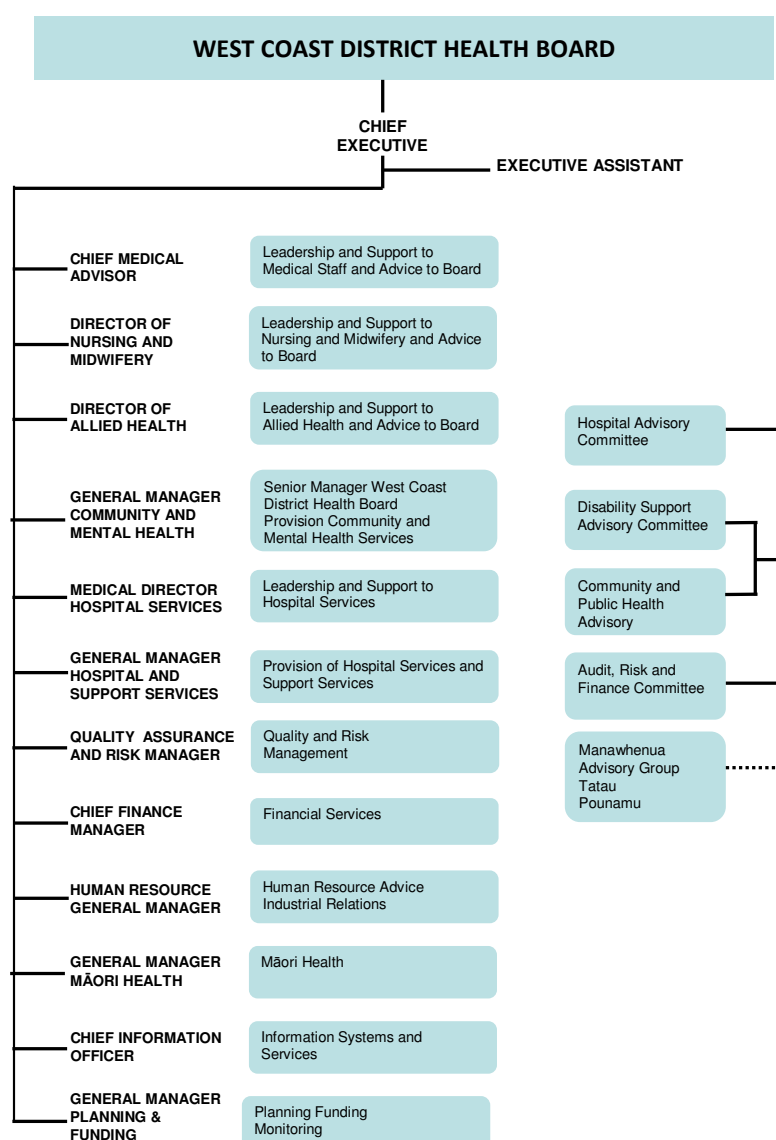 WEST COAST DISTRICT HEALTH BOARD
CHIEF
EXECUTIVE
EXECUTIVE ASSISTANT
CHIEF MEDICAL
ADVISOR
Leadership and Support to
Medical Staff and Advice to Board
DIRECTOR OF
NURSING AND
MIDWIFERY
Leadership and Support to
Nursing and Midwifery and Advice
to Board
DIRECTOR OF
ALLIED HEALTH
Leadership and Support to
Allied Health and Advice to Board
GENERAL MANAGER
COMMUNITY AND
MENTAL HEALTH
Senior Manager West Coast
District Health Board
Provision Community and
Mental Health Services
MEDICAL DIRECTOR
HOSPITAL SERVICES
Leadership and Support to
Hospital Services
GENERAL MANAGER
HOSPITAL AND
SUPPORT SERVICES
Provision of Hospital Services and
Support Services
QUALITY ASSURANCE
AND RISK MANAGER
Quality and Risk
Management
CHIEF FINANCE
MANAGER
Financial Services
HUMAN RESOURCE
GENERAL MANAGER
Human Resource Advice
Industrial Relations
GENERAL MANAGER
MĀORI HEALTH
Māori Health
CHIEF INFORMATION
OFFICER
Information Systems and
Services
GENERAL MANAGER
PLANNING &
FUNDING
Planning Funding
Monitoring
Hospital Advisory
Committee
Disability Support
Advisory Committee
Community and
Public Health
Advisory
Audit, Risk and
Finance Committee
Manawhenua
Advisory Group
Tatau
Pounamu